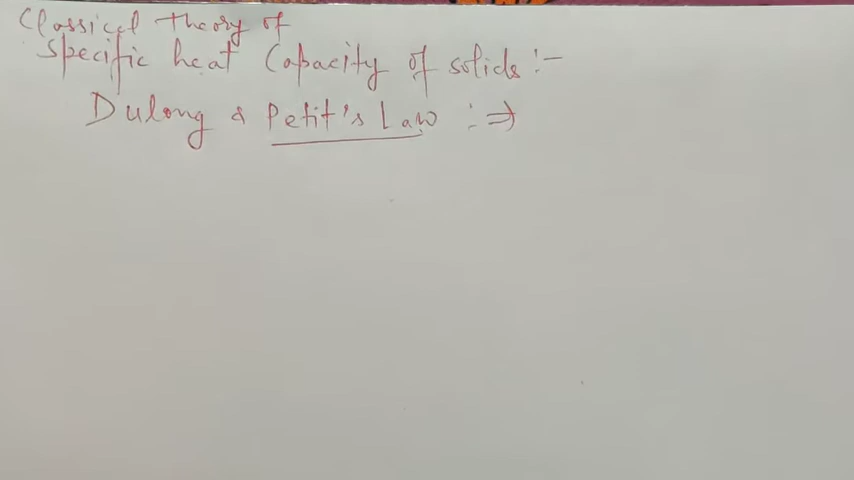 Classical Theory of
Specific heat Capacity of solids :-
Dulong & Petit's Law :⇒